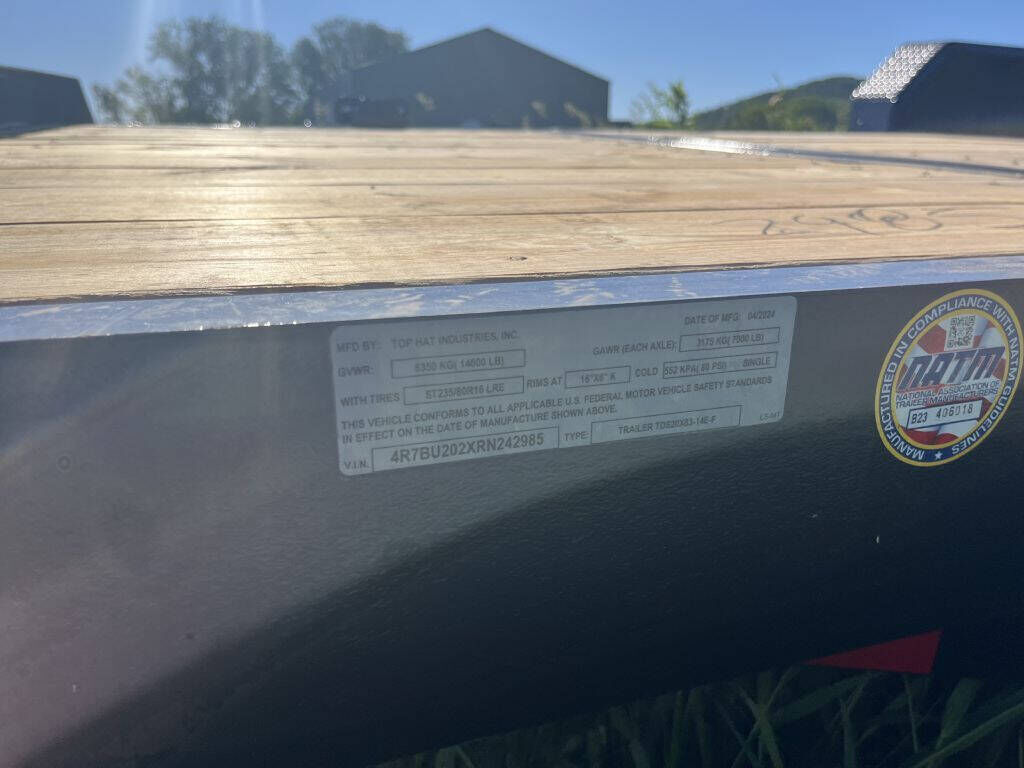 MFD BY: TOP HAT INDUSTRIES, INC. DATE OF MFG: 04/2024
GVWR: 6350 KG( 14000 LB) GAWR (EACH AXLE): 3175 KG( 7000 LB)
WITH TIRES ST235/80R16 LRE RIMS AT 16"X6" K COLD 552 KPA( 80 PSI) SINGLE
THIS VEHICLE CONFORMS TO ALL APPLICABLE U.S. FEDERAL MOTOR VEHICLE SAFETY STANDARDS
IN EFFECT ON THE DATE OF MANUFACTURE SHOWN ABOVE.
V.I.N. 4R7BU202XRN242985 TYPE: TRAILER TDS20X83-14E-F
MANUFACTURED IN COMPLIANCE WITH NATM GUIDELINES
NATM
NATIONAL ASSOCIATION OF
TRAILER MANUFACTURERS
B23 406018